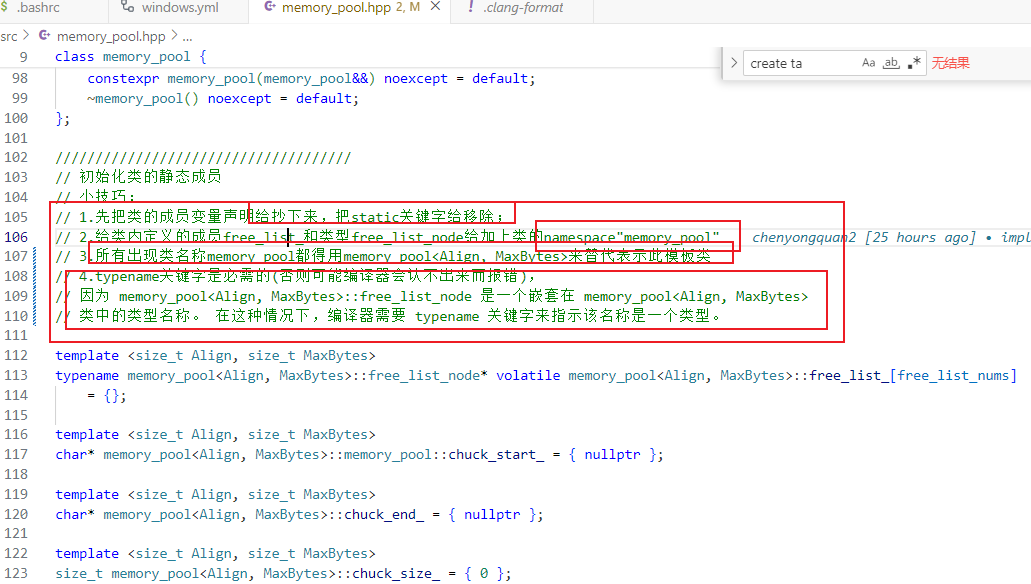 .bashrc windows.yml memory_pool.hpp 2, M .clang-format
src > memory_pool.hpp > ...
9 class memory_pool {
create ta Aa ab .* 无结果
98 constexpr memory_pool(memory_pool&&) noexcept = default;
99 ~memory_pool() noexcept = default;
100 };
101
102 /////////////////////////////////////
103 // 初始化类的静态成员
104 // 小技巧:
105 // 1.先把类的成员变量声明给抄下来，把static关键字给移除;
106 // 2.给类内定义的成员free_list_和类型free_list_node给加上类的namespace"memory_pool" chenyongquan2 [25 hours ago] • impl
107 // 3.所有出现类名称memory_pool都得用memory_pool<Align, MaxBytes>来替代表示此模板类
108 // 4.typename关键字是必需的(否则可能编译器会认不出来而报错)，
109 // 因为 memory_pool<Align, MaxBytes>::free_list_node 是一个嵌套在 memory_pool<Align, MaxBytes>
110 // 类中的类型名称。 在这种情况下，编译器需要 typename 关键字来指示该名称是一个类型。
111
112 template <size_t Align, size_t MaxBytes>
113 typename memory_pool<Align, MaxBytes>::free_list_node* volatile memory_pool<Align, MaxBytes>::free_list_[free_list_nums]
114 = {};
115
116 template <size_t Align, size_t MaxBytes>
117 char* memory_pool<Align, MaxBytes>::memory_pool::chuck_start_ = { nullptr };
118
119 template <size_t Align, size_t MaxBytes>
120 char* memory_pool<Align, MaxBytes>::chuck_end_ = { nullptr };
121
122 template <size_t Align, size_t MaxBytes>
123 size_t memory_pool<Align, MaxBytes>::chuck_size_ = { 0 };